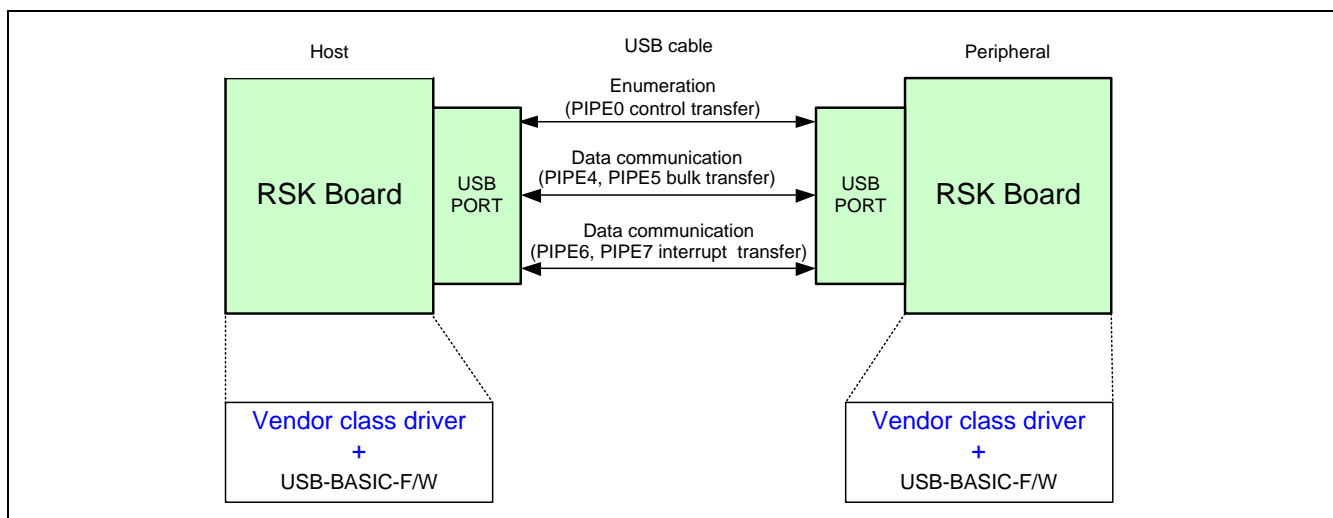 Host
USB cable
Peripheral
Enumeration
(PIPE0 control transfer)
Data communication
(PIPE4, PIPE5 bulk transfer)
Data communication
(PIPE6, PIPE7 interrupt  transfer)
RSK Board
USB
PORT
USB
PORT
RSK Board
Vendor class driver
+
USB-BASIC-F/W
Vendor class driver
+
USB-BASIC-F/W